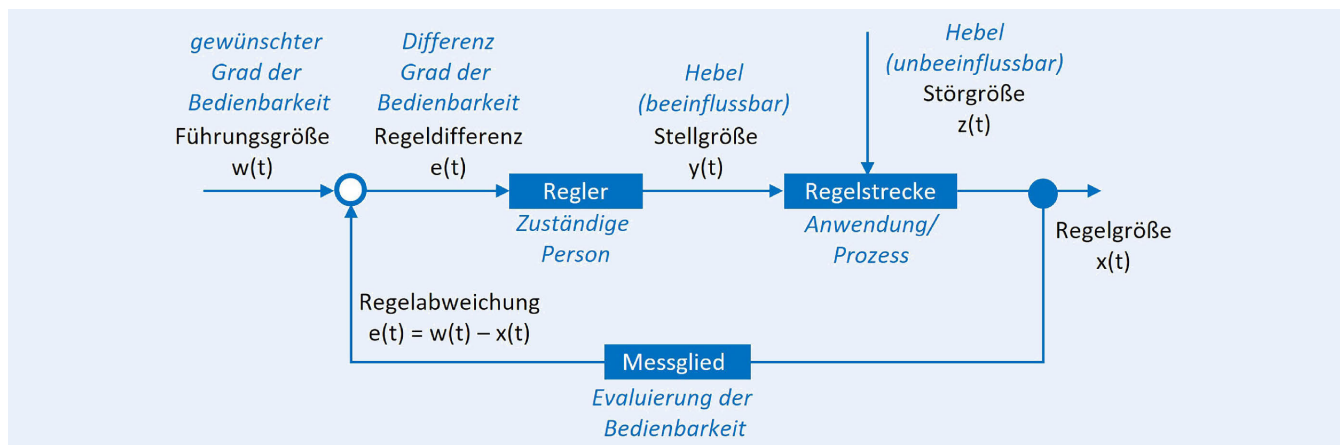 gewünschter
Grad der
Bedienbarkeit
Führungsgröße
w(t)
Differenz
Grad der
Bedienbarkeit
Regeldifferenz
e(t)
Hebel
(beeinflussbar)
Stellgröße
y(t)
Hebel
(unbeeinflussbar)
Störgröße
z(t)
Regler
Zuständige
Person
Regelstrecke
Anwendung/
Prozess
Regelgröße
x(t)
Regelabweichung
e(t) = w(t) – x(t)
Messglied
Evaluierung der
Bedienbarkeit